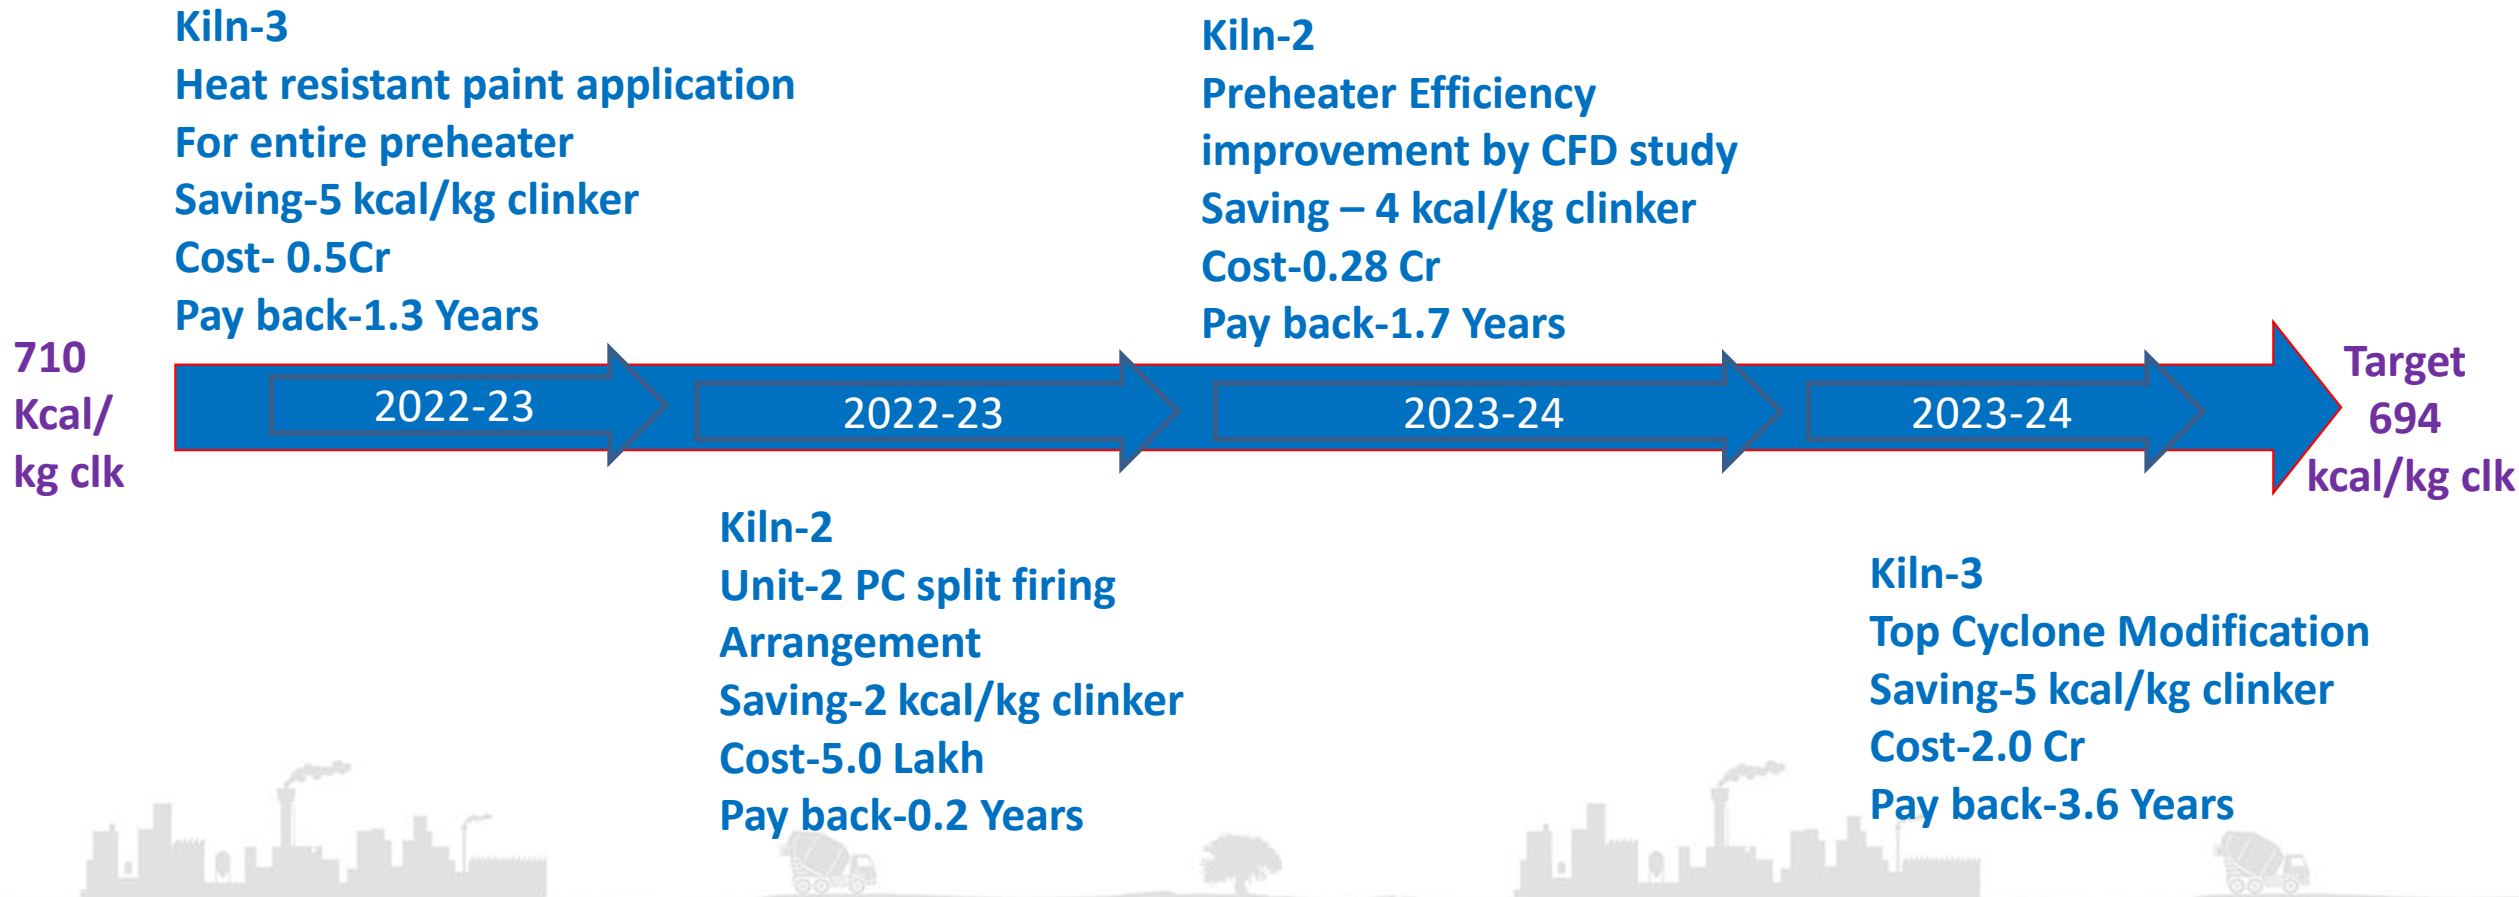 Kiln-3
Heat resistant paint application
For entire preheater
Saving-5 kcal/kg clinker
Cost- 0.5Cr
Pay back-1.3 Years
Kiln-2
Preheater Efficiency
improvement by CFD study
Saving – 4 kcal/kg clinker
Cost-0.28 Cr
Pay back-1.7 Years
710
Kcal/
kg clk
2022-23
2022-23
2023-24
2023-24
Target
694
kcal/kg clk
Kiln-2
Unit-2 PC split firing
Arrangement
Saving-2 kcal/kg clinker
Cost-5.0 Lakh
Pay back-0.2 Years
Kiln-3
Top Cyclone Modification
Saving-5 kcal/kg clinker
Cost-2.0 Cr
Pay back-3.6 Years